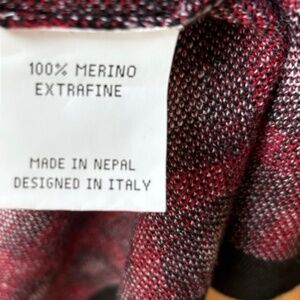 100% MERINO
EXTRAFINE
MADE IN NEPAL
DESIGNED IN ITALY